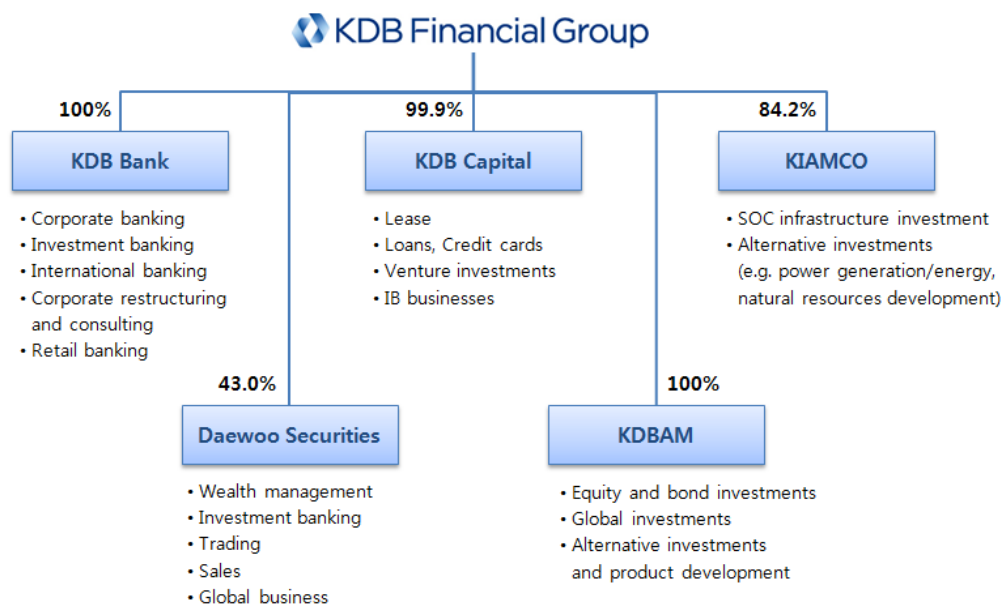 KDB Financial Group
100%
KDB Bank
• Corporate banking
• Investment banking
• International banking
• Corporate restructuring
and consulting
• Retail banking
99.9%
KDB Capital
• Lease
• Loans, Credit cards
• Venture investments
• IB businesses
84.2%
KIAMCO
• SOC infrastructure investment
• Alternative investments
(e.g. power generation/energy,
natural resources development)
43.0%
Daewoo Securities
• Wealth management
• Investment banking
• Trading
• Sales
• Global business
100%
KDBAM
• Equity and bond investments
• Global investments
• Alternative investments
and product development